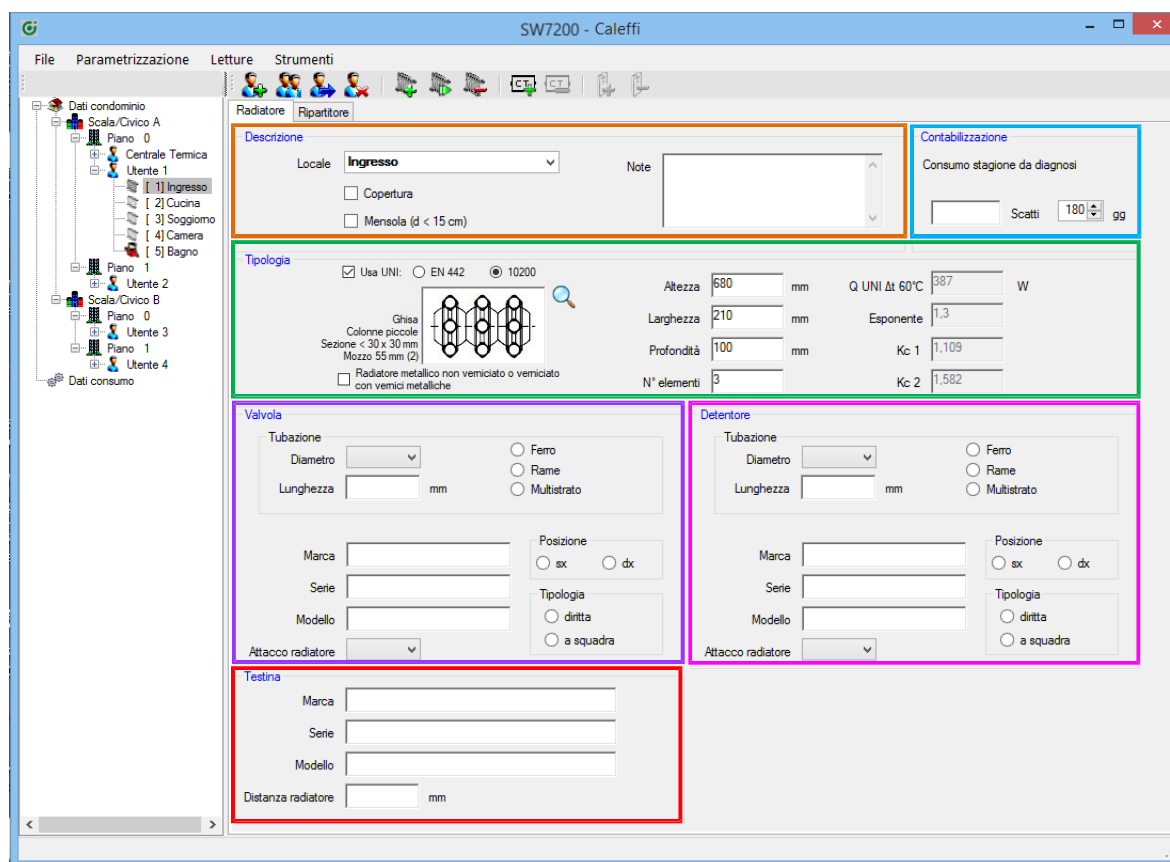 SW7200 - Caleffi
File Parametrizzazione Letture Strumenti
CT CT
Dati condominio
Scala/Civico A
Piano 0
Centrale Termica
Utente 1
[ 1] Ingresso
[ 2] Cucina
[ 3] Soggiorno
[ 4] Camera
[ 5] Bagno
Piano 1
Utente 2
Scala/Civico B
Piano 0
Utente 3
Piano 1
Utente 4
Dati consumo
Radiatore Ripartitore
Descrizione
Locale Ingresso
Copertura
Mensola (d < 15 cm)
Note
Contabilizzazione
Consumo stagione da diagnosi
Scatti 180 gg
Tipologia
Usa UNI: EN 442 10200
Ghisa
Colonne piccole
Sezione < 30 x 30 mm
Mozzo 55 mm (2)
Radiatore metallico non verniciato o verniciato
con vernici metalliche
Altezza 680 mm
Larghezza 210 mm
Profondità 100 mm
N° elementi 3
Q UNI Δt 60°C 387 W
Esponente 1,3
Kc 1 1,109
Kc 2 1,582
Valvola
Tubazione
Diametro
Lunghezza mm
Ferro
Rame
Multistrato
Marca
Serie
Modello
Attacco radiatore
Posizione
sx dx
Tipologia
diritta
a squadra
Detentore
Tubazione
Diametro
Lunghezza mm
Ferro
Rame
Multistrato
Marca
Serie
Modello
Attacco radiatore
Posizione
sx dx
Tipologia
diritta
a squadra
Testina
Marca
Serie
Modello
Distanza radiatore mm